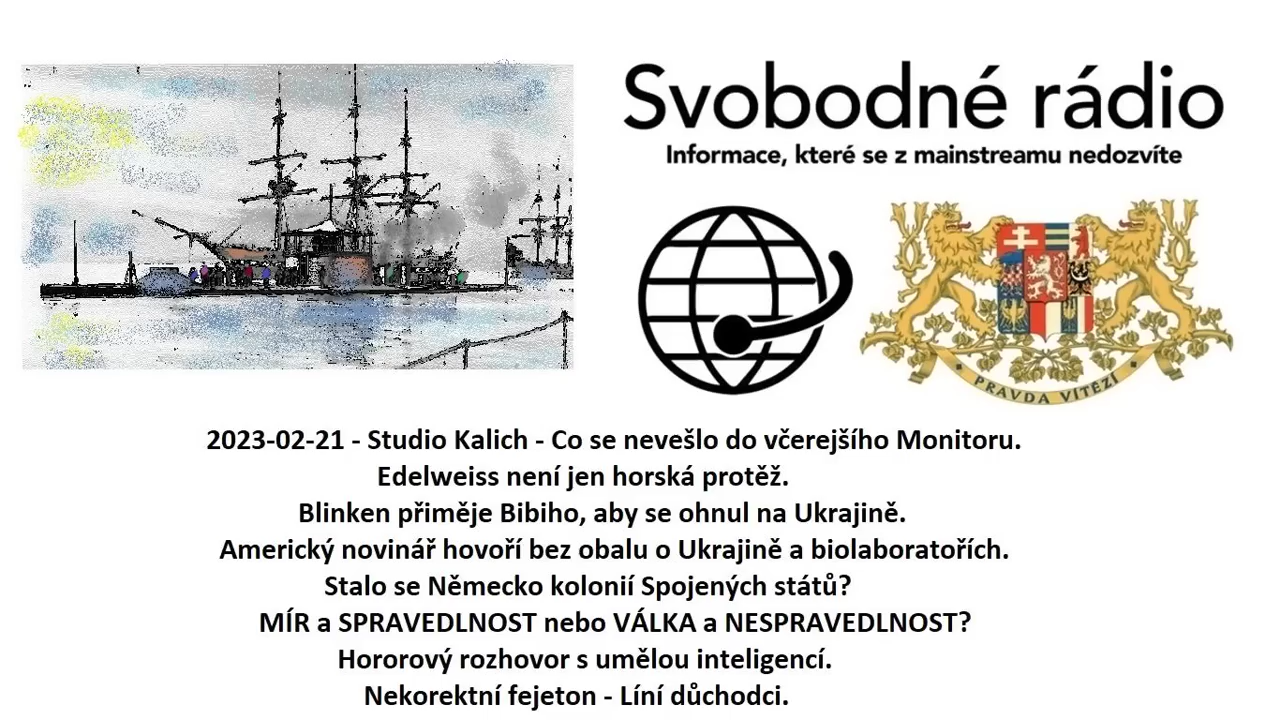 Svobodné rádio
Informace, které se z mainstreamu nedozvíte
PRAVDA VÍTĚZÍ
2023-02-21 - Studio Kalich - Co se nevešlo do včerejšího Monitoru.
Edelweiss není jen horská protěž.
Blinken přiměje Bibiho, aby se ohnul na Ukrajině.
Americký novinář hovoří bez obalu o Ukrajině a biolaboratořích.
Stalo se Německo kolonií Spojených států?
MÍR a SPRAVEDLNOST nebo VÁLKA a NESPRAVEDLNOST?
Hororový rozhovor s umělou inteligencí.
Nekorektní fejeton - Líní důchodci.